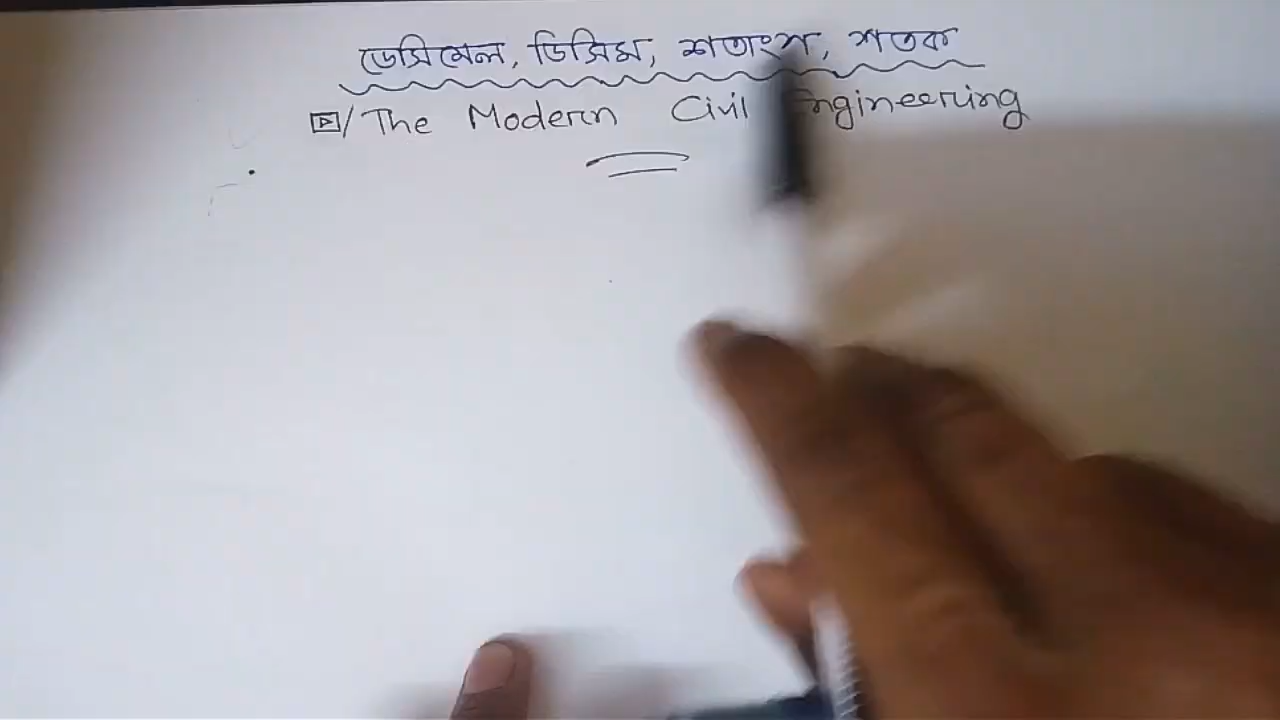 ডেসিমেল, ডিসিম, শতাংশ, শতক
/The Modern Civil Engineering